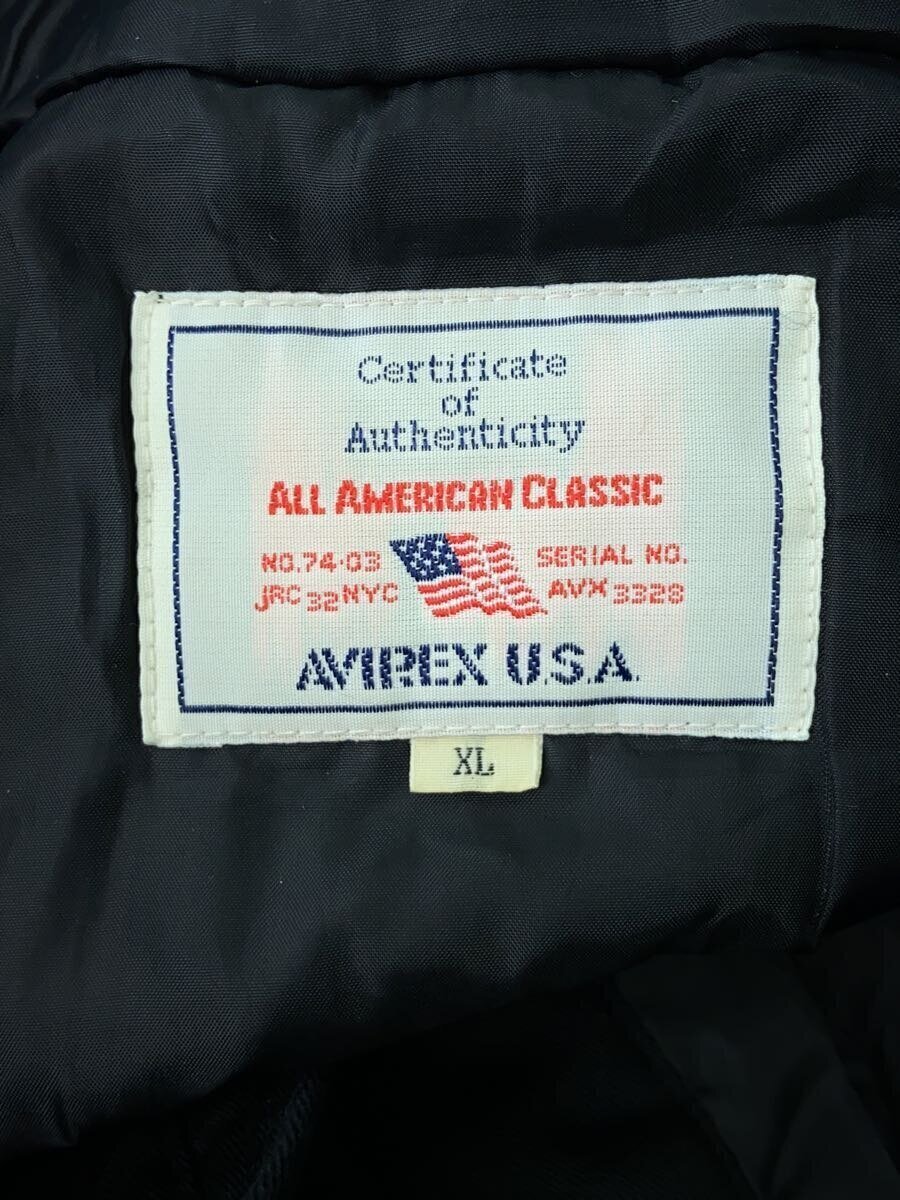 Certificate
of
Authenticity
ALL AMERICAN CLASSIC
NO.74-03 SERIAL NO.
JRC 32 NYC AVX 3328
AVIREX U.S.A.
XL